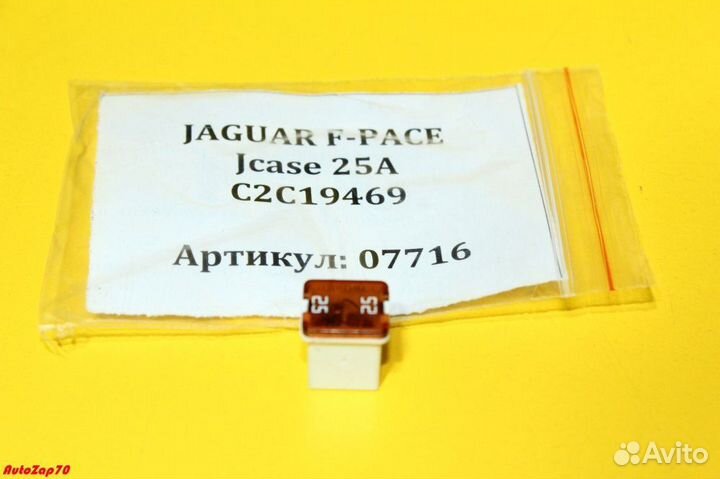 JAGUAR F-PACE
Jcase 25A
C2C19469
Артикул: 07716
25 25
AutoZap70
Avito